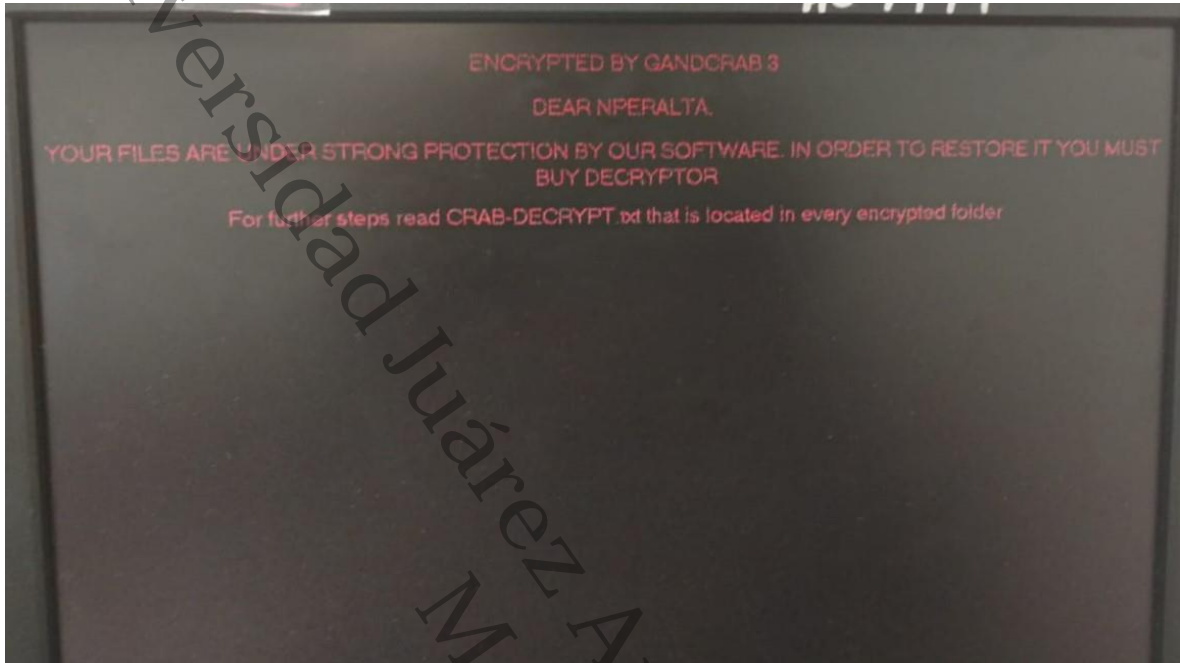 ENCRYPTED BY GANDCRAB 3
DEAR NPERALTA.
YOUR FILES ARE UNDER STRONG PROTECTION BY OUR SOFTWARE. IN ORDER TO RESTORE IT YOU MUST
BUY DECRYPTOR
For further steps read CRAB-DECRYPT.txt that is located in every encrypted folder
versidad Juárez A
M